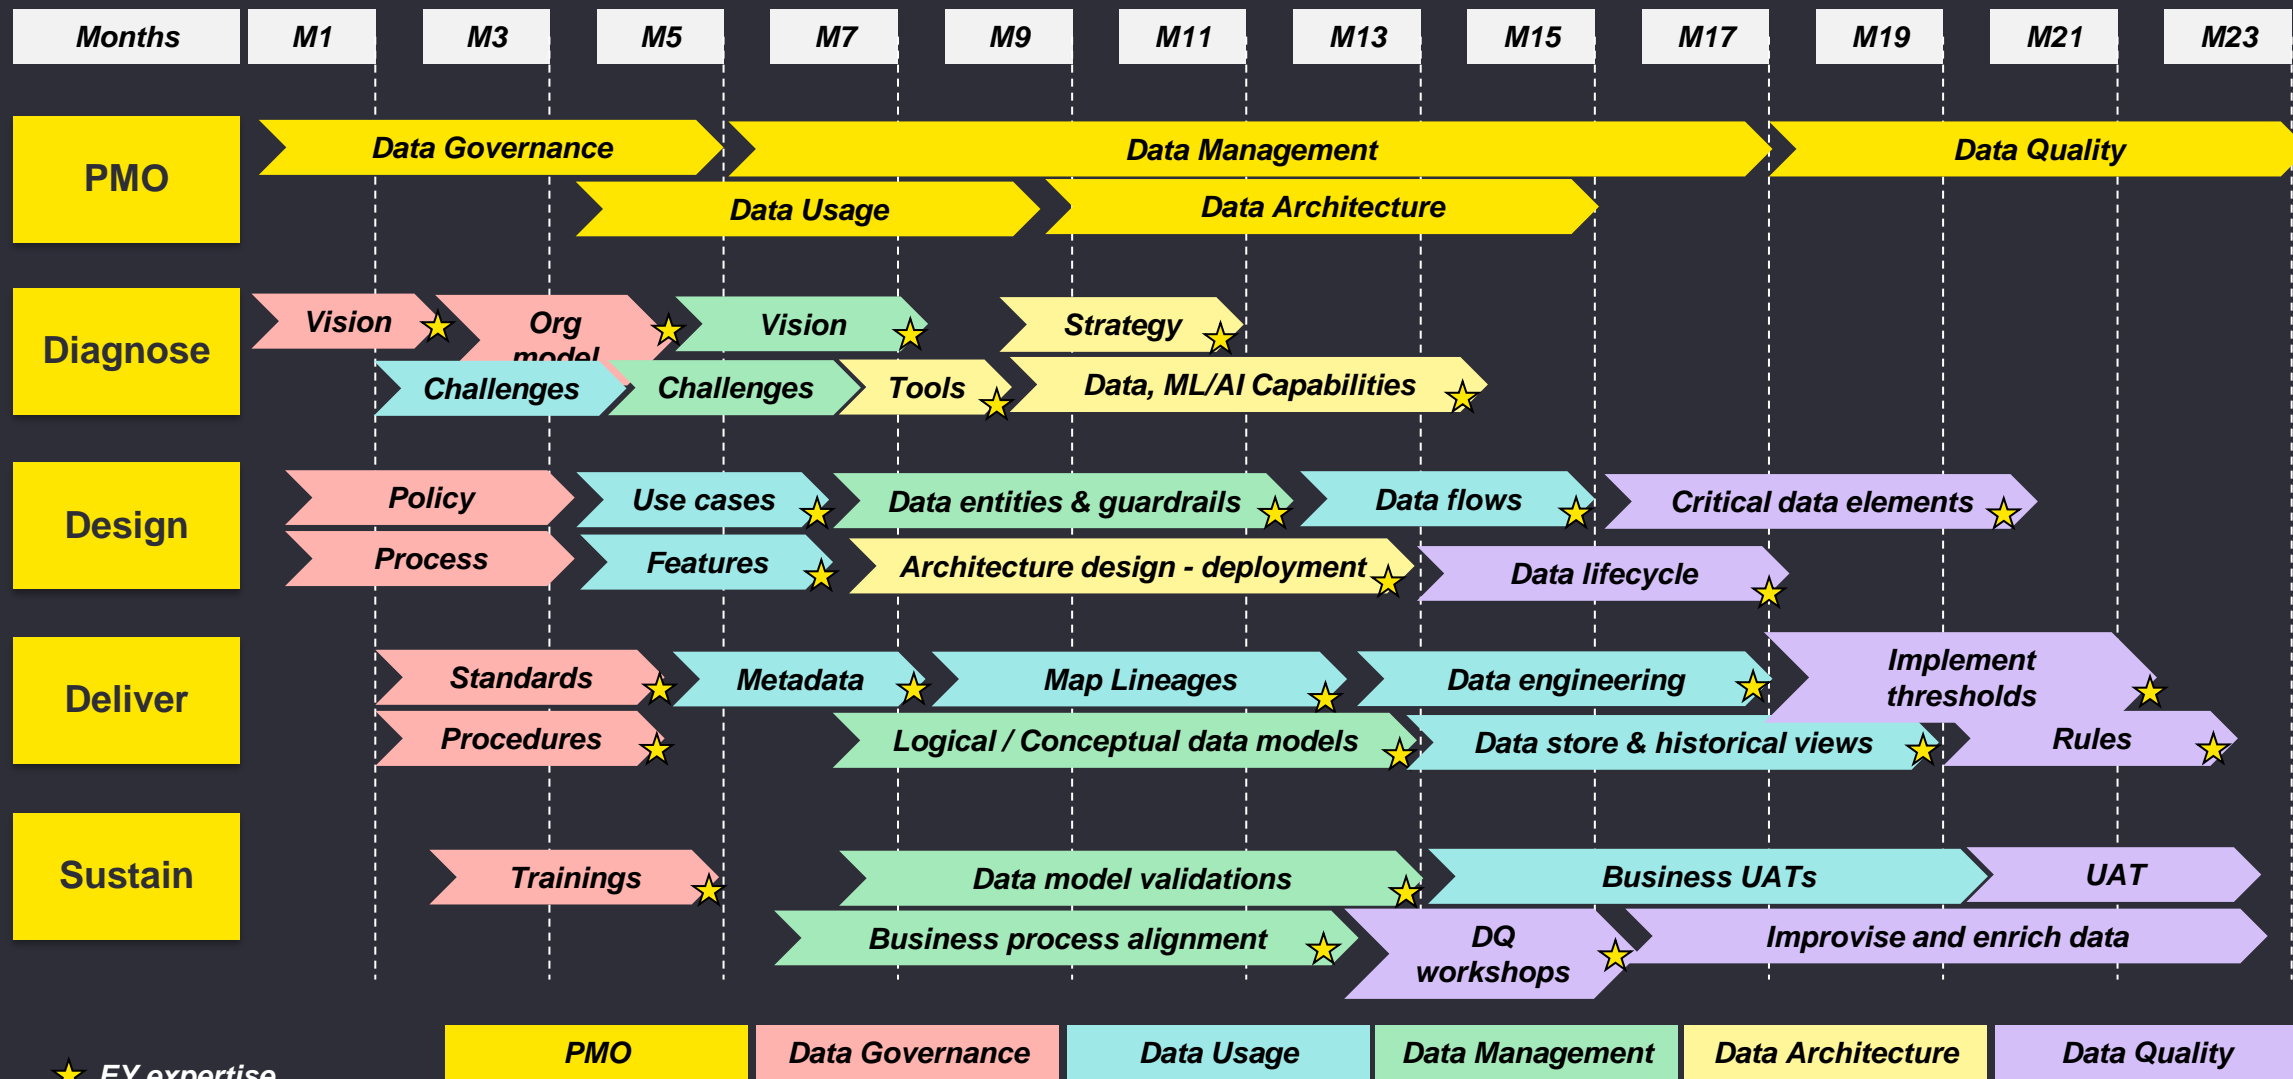 Months M1 M3 M5 M7 M9 M11 M13 M15 M17 M19 M21 M23
PMO
Data Governance
Data Management
Data Quality
Data Usage
Data Architecture
Diagnose
Vision
Org
model
Vision
Strategy
Challenges
Challenges
Tools
Data, ML/AI Capabilities
Design
Policy
Use cases
Data entities & guardrails
Data flows
Critical data elements
Process
Features
Architecture design - deployment
Data lifecycle
Deliver
Standards
Metadata
Map Lineages
Data engineering
Implement
thresholds
Procedures
Logical / Conceptual data models
Data store & historical views
Rules
Sustain
Trainings
Data model validations
Business UATs
UAT
Business process alignment
DQ
workshops
Improvise and enrich data
EY expertise
PMO
Data Governance
Data Usage
Data Management
Data Architecture
Data Quality